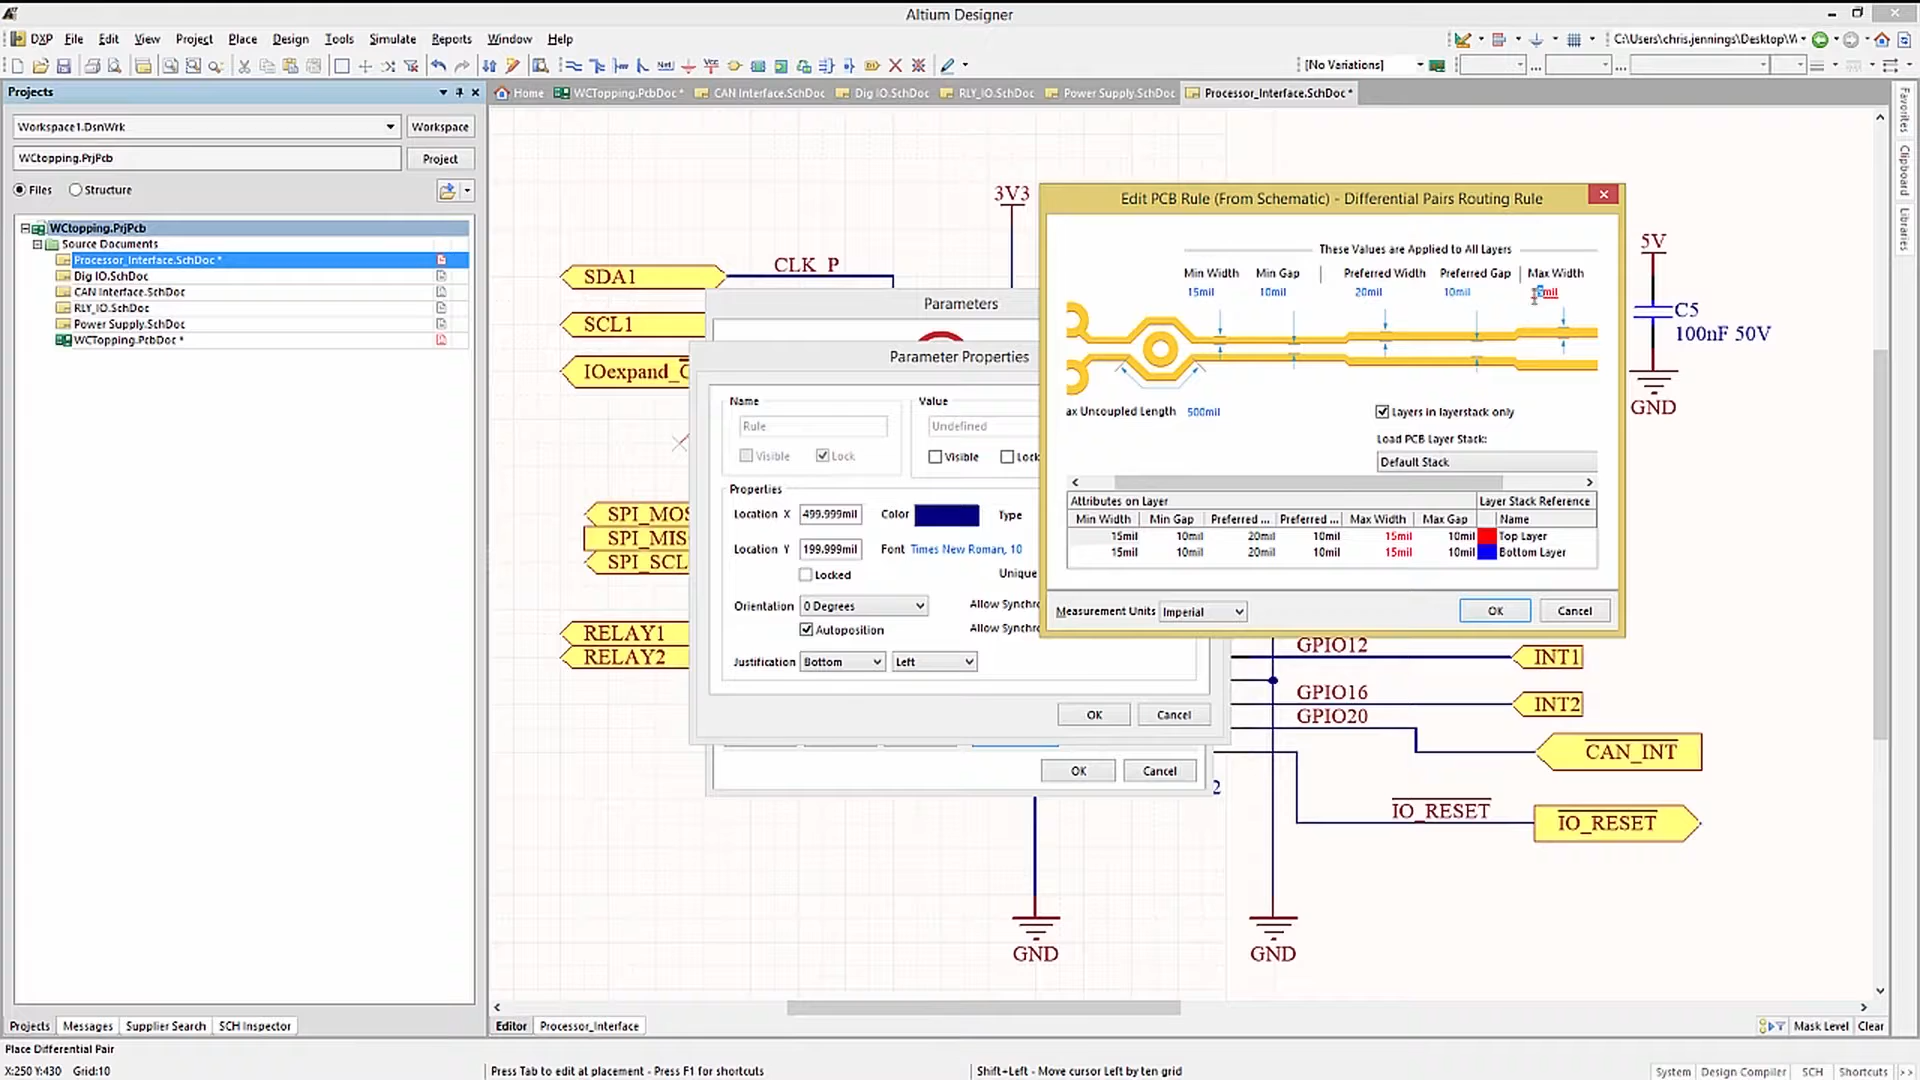 Altium Designer
DXP File Edit View Project Place Design Tools Simulate Reports Window Help
C:\Users\chris.jennings\Desktop\W
[No Variations]
Projects
Home WCTopping.PcbDoc * CAN Interface.SchDoc Dig IO.SchDoc RLY_IO.SchDoc Power Supply.SchDoc Processor_Interface.SchDoc *
Workspace1.DsnWrk Workspace
WCtopping.PrjPcb Project
Files Structure
WCtopping.PrjPcb
Source Documents
Processor_Interface.SchDoc *
Dig IO.SchDoc
CAN Interface.SchDoc
RLY_IO.SchDoc
Power Supply.SchDoc
WCTopping.PcbDoc *
Favorites
Clipboard
Libraries
3V3
SDA1
CLK_P
SCL1
IOexpand_
SPI_MOS
SPI_MIS
SPI_SCL
RELAY1
RELAY2
Parameters
Parameter Properties
Name Value
Rule Undefined
Visible Lock Visible Lock
Properties
Location X 499.999mil Color Type
Location Y 199.999mil Font Times New Roman, 10
Locked Unique
Orientation 0 Degrees Allow Synchr
Autoposition Allow Synchr
Justification Bottom Left
OK Cancel
OK Cancel
Edit PCB Rule (From Schematic) - Differential Pairs Routing Rule
These Values are Applied to All Layers
Min Width Min Gap Preferred Width Preferred Gap Max Width
15mil 10mil 20mil 10mil
ax Uncoupled Length 500mil
Layers in layerstack only
Load PCB Layer Stack:
Default Stack
Attributes on Layer Layer Stack Reference
Min Width Min Gap Preferred ... Preferred ... Max Width Max Gap Name
15mil 10mil 20mil 10mil 15mil 10mil Top Layer
15mil 10mil 20mil 10mil 15mil 10mil Bottom Layer
Measurement Units Imperial OK Cancel
5V
C5
100nF 50V
GND
GPIO12
INT1
GPIO16
INT2
GPIO20
CAN_INT
2
IO_RESET
IO_RESET
GND
GND
Projects Messages Supplier Search SCH Inspector
Editor Processor_Interface
Mask Level Clear
Place Differential Pair
X:250 Y:430 Grid:10
Press Tab to edit at placement - Press F1 for shortcuts
Shift+Left - Move cursor Left by ten grid
System Design Compiler SCH Shortcuts >>